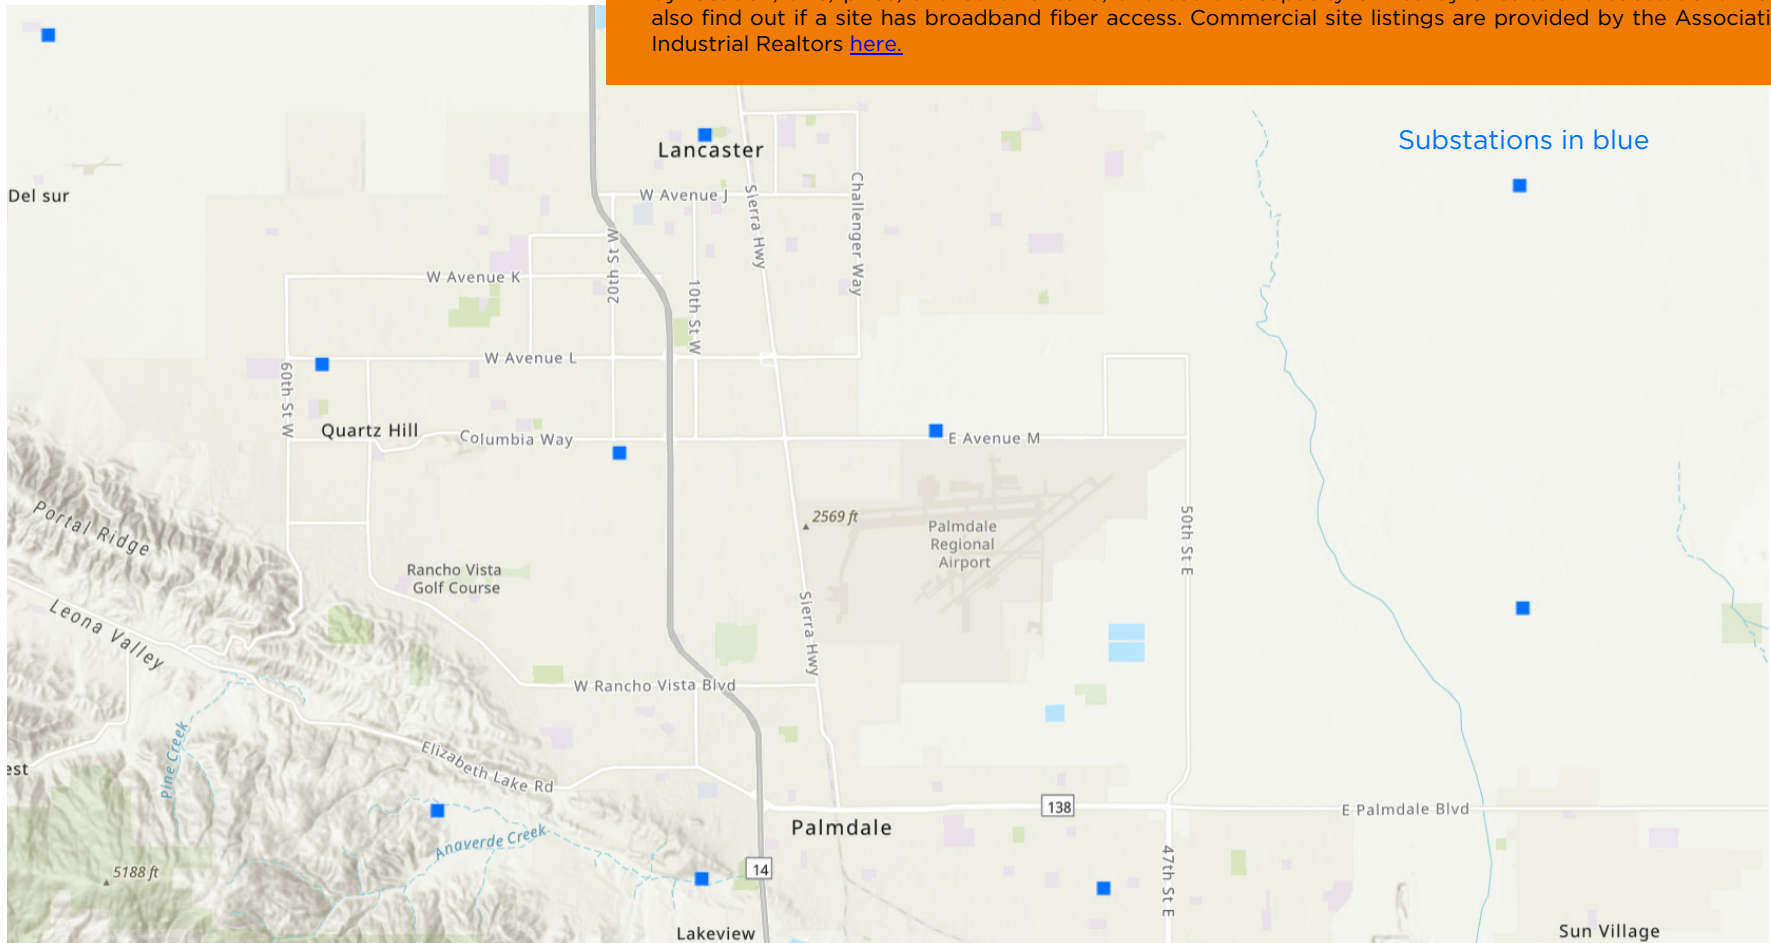 also find out if a site has broadband fiber access. Commercial site listings are provided by the
Industrial Realtors here.
Substations in blue
Lancaster
Del sur
W Avenue J
Sierra Hwy
Challenger Way
20th St W
W Avenue K
10th St W
W Avenue L
60th St W
Quartz Hill
Columbia Way
E Avenue M
Portal Ridge
2569 ft
Palmdale
Regional
Airport
50th St E
Rancho Vista
Golf Course
Leona Valley
Sierra Hwy
W Rancho Vista Blvd
Pine Creek
Elizabeth Lake Rd
est
138
E Palmdale Blvd
Palmdale
Anaverde Creek
5188 ft
14
47th St E
Lakeview
Sun Village